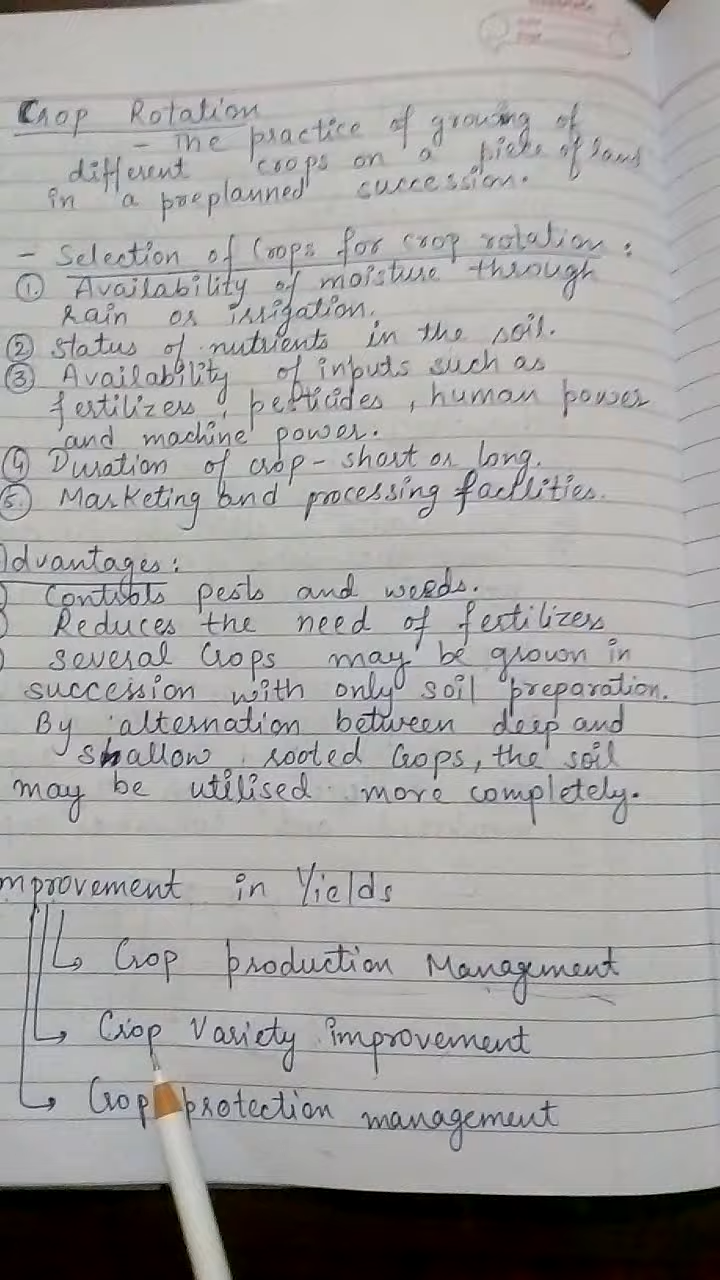 Crop Rotation
- The practice of growing of
different crops on a piece of land
in a preplanned succession.
- Selection of Crops for crop rotation :
① Availability of moisture through
rain or irrigation.
② Status of nutrients in the soil.
③ Availability of inputs such as
fertilizers, pesticides, human power
and machine power.
④ Duration of crop - short or long.
⑤ Marketing and processing facilities.
dvantages :
Controls pests and weeds.
Reduces the need of fertilizers
several crops may be grown in
succession with only soil preparation.
By alternation between deep and
shallow rooted crops, the soil
may be utilised more completely.
mprovement in Yields
↳ Crop production Management
↳ Crop Variety improvement
↳ Crop protection management